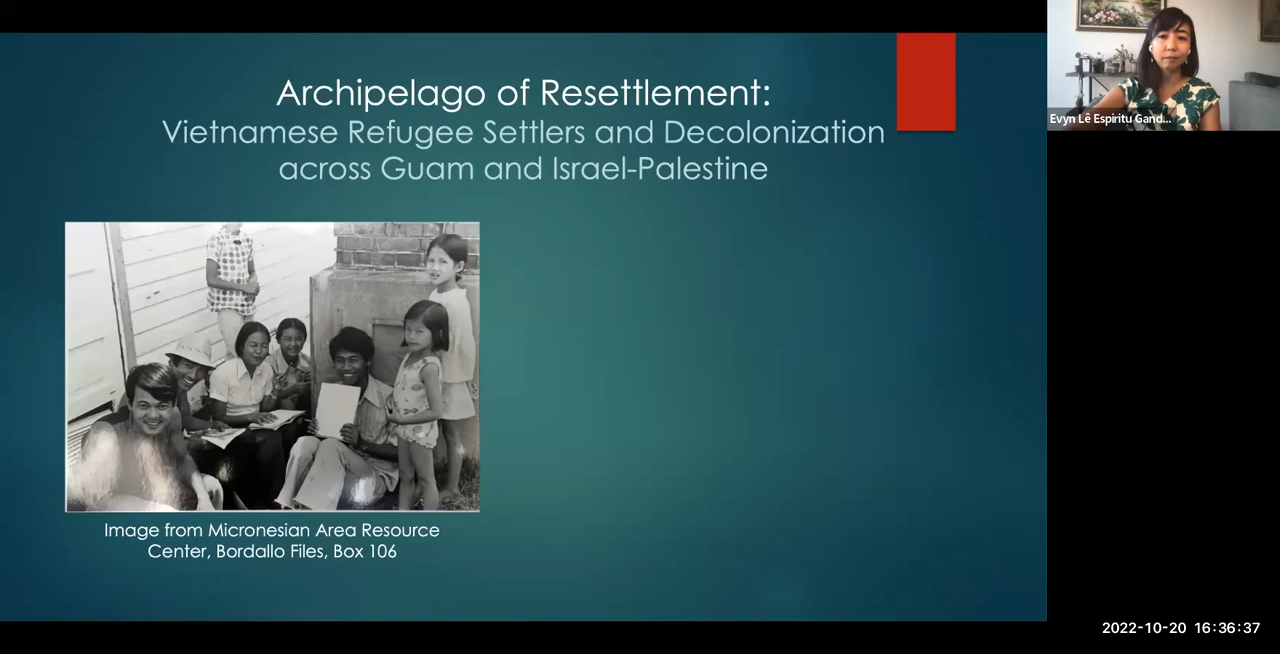 Archipelago of Resettlement:
Vietnamese Refugee Settlers and Decolonization
across Guam and Israel-Palestine
Evyn Lê Espiritu Gand...
Image from Micronesian Area Resource
Center, Bordallo Files, Box 106
2022-10-20 16:36:37